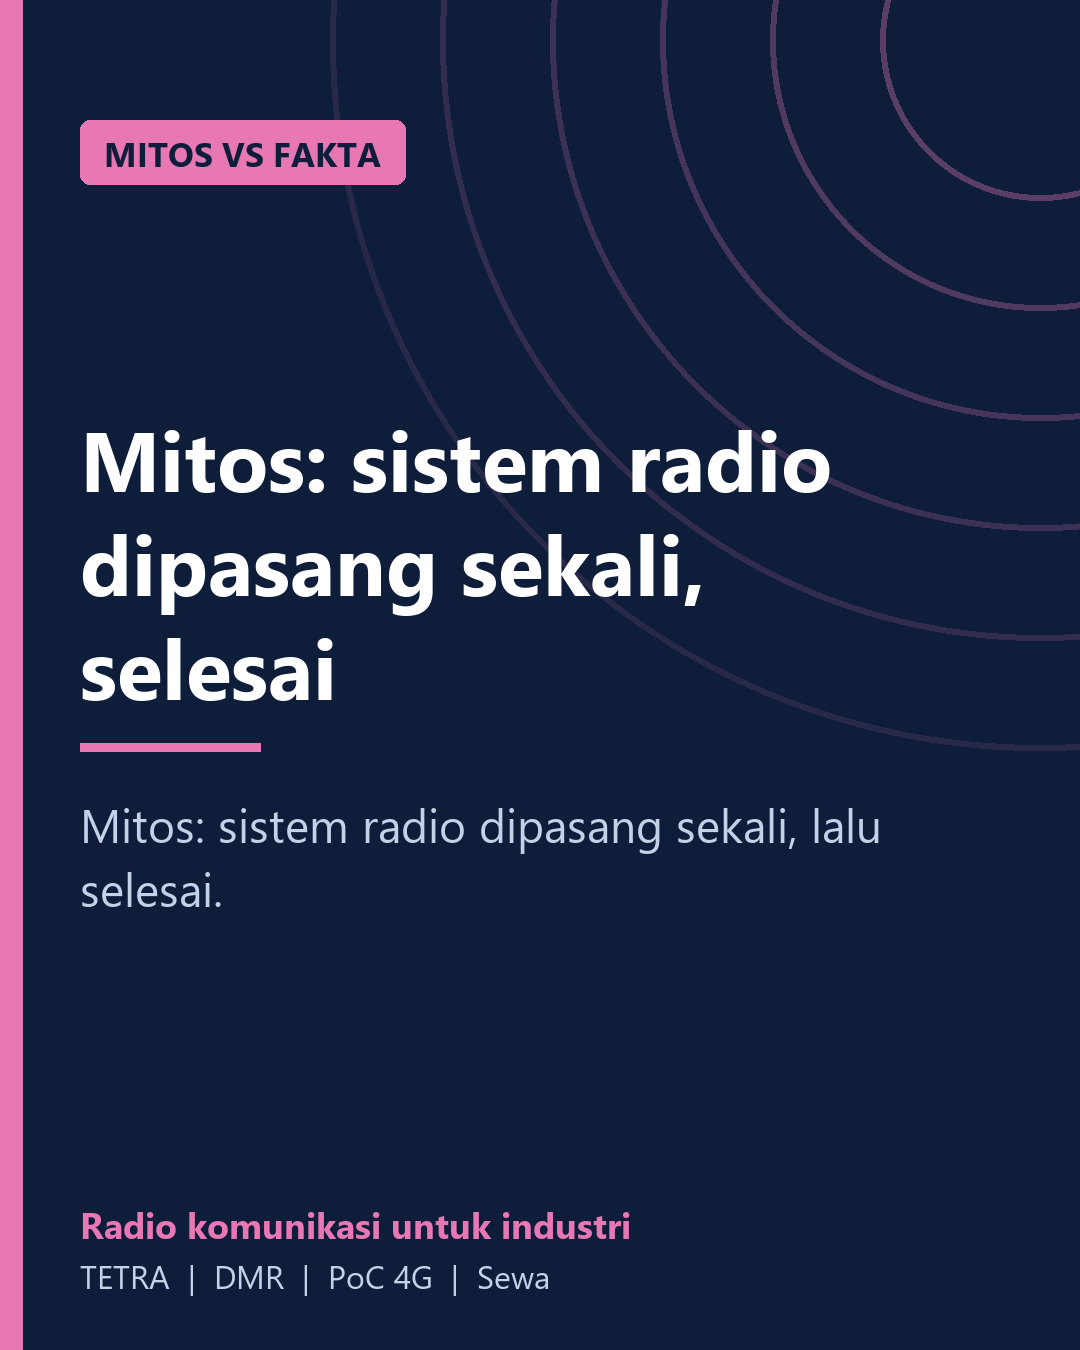 MITOS VS FAKTA
Mitos: sistem radio
dipasang sekali,
selesai
Mitos: sistem radio dipasang sekali, lalu
selesai.
Radio komunikasi untuk industri
TETRA | DMR | PoC 4G | Sewa